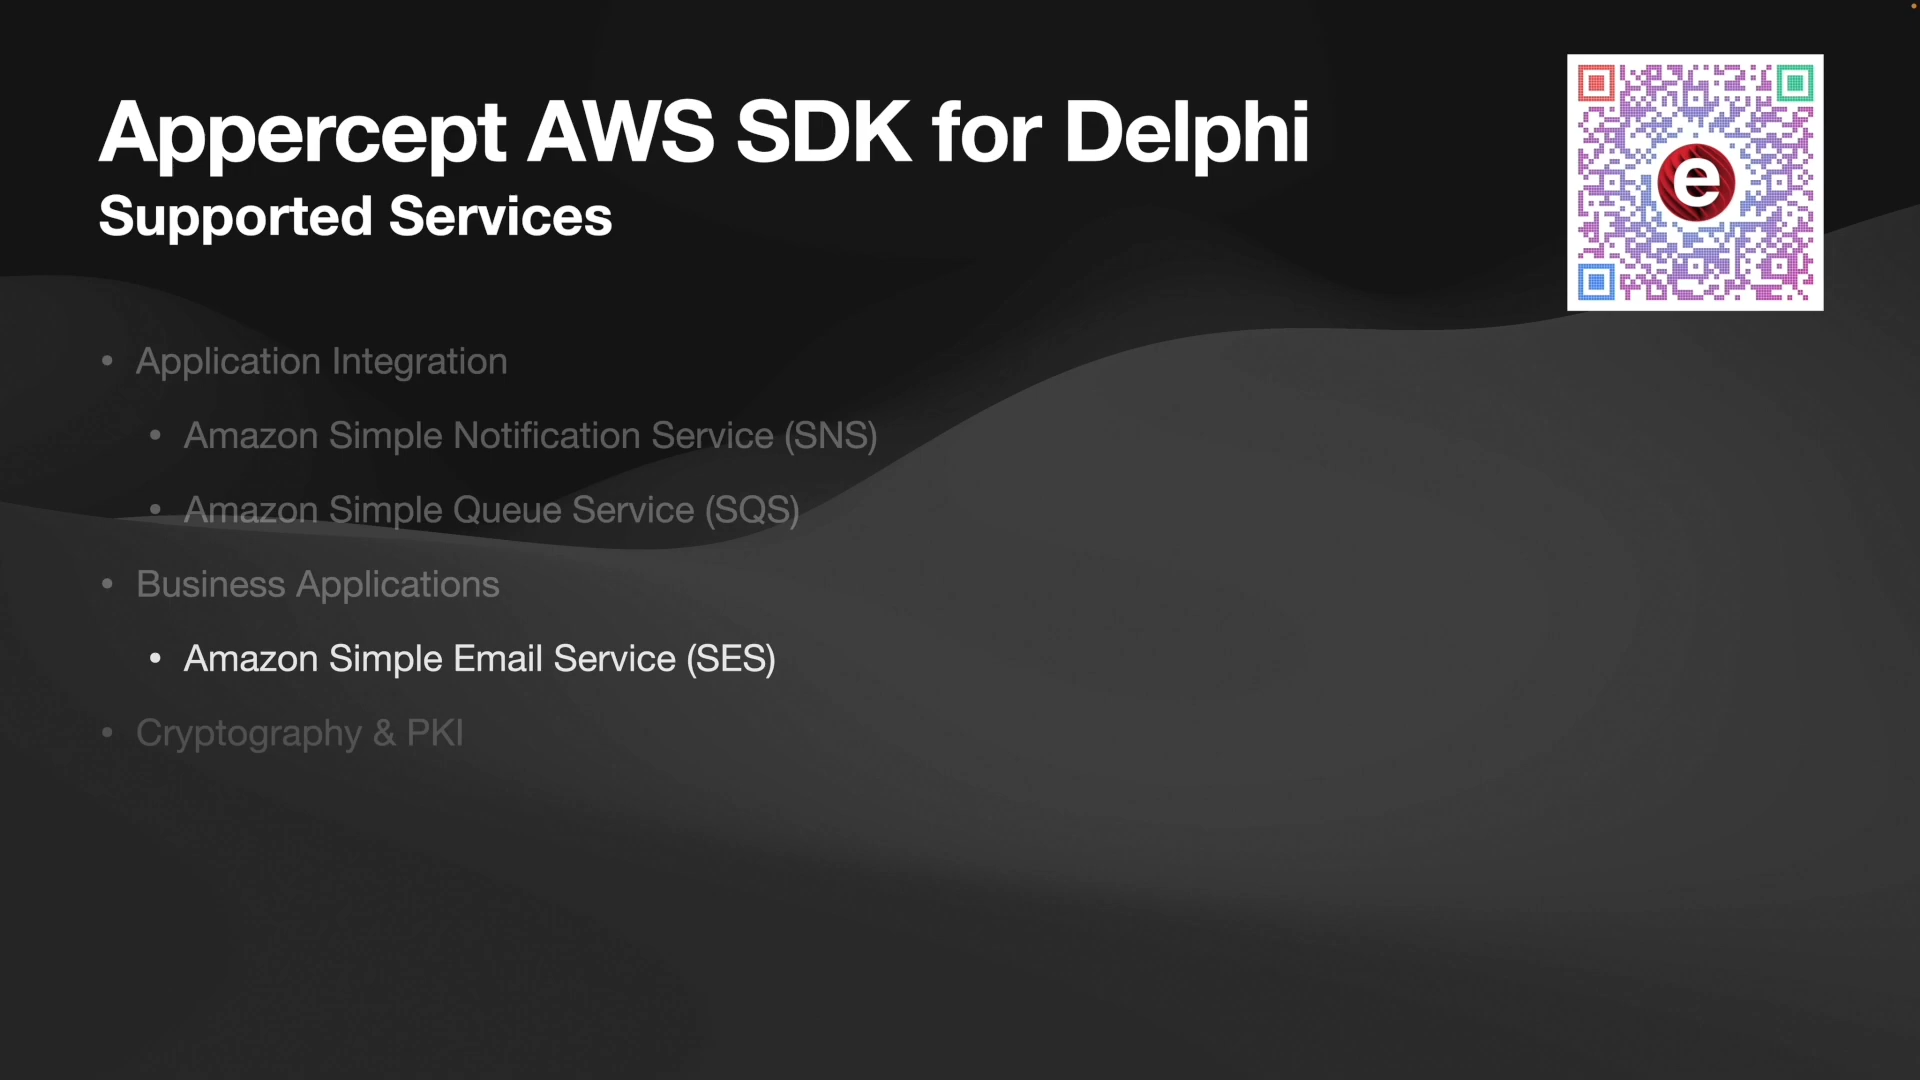 Appercept AWS SDK for Delphi
Supported Services
e
• Application Integration
• Amazon Simple Notification Service (SNS)
• Amazon Simple Queue Service (SQS)
• Business Applications
• Amazon Simple Email Service (SES)
• Cryptography & PKI